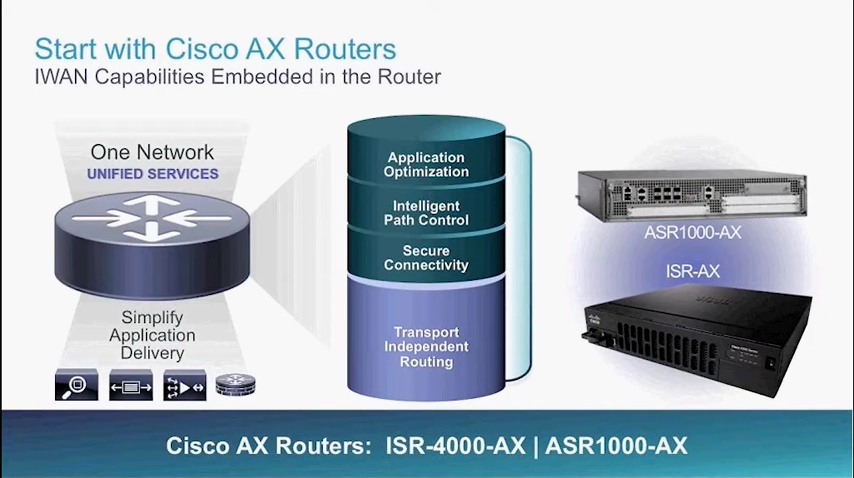 Start with Cisco AX Routers
IWAN Capabilities Embedded in the Router
One Network
UNIFIED SERVICES
Simplify
Application
Delivery
Application
Optimization
Intelligent
Path Control
Secure
Connectivity
Transport
Independent
Routing
ASR1000-AX
ISR-AX
Cisco AX Routers: ISR-4000-AX | ASR1000-AX